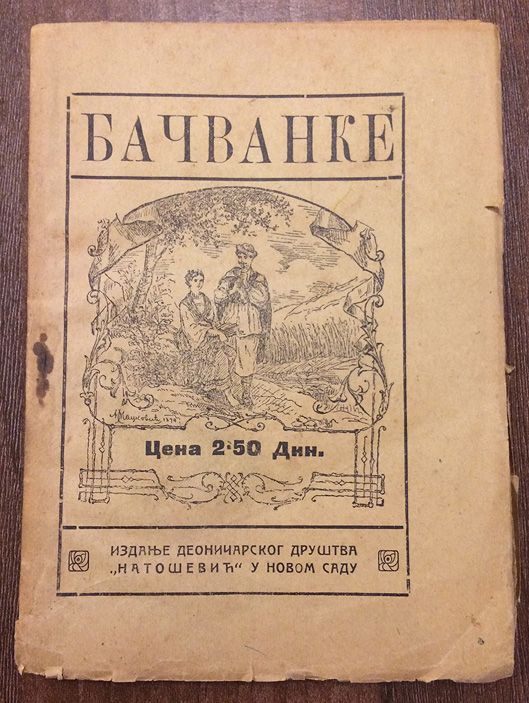 БАЧВАНКЕ
Цена 2·50 Дин.
ИЗДАЊЕ ДЕОНИЧАРСКОГ ДРУШТВА
„НАТОШЕВИЋ“ У НОВОМ САДУ